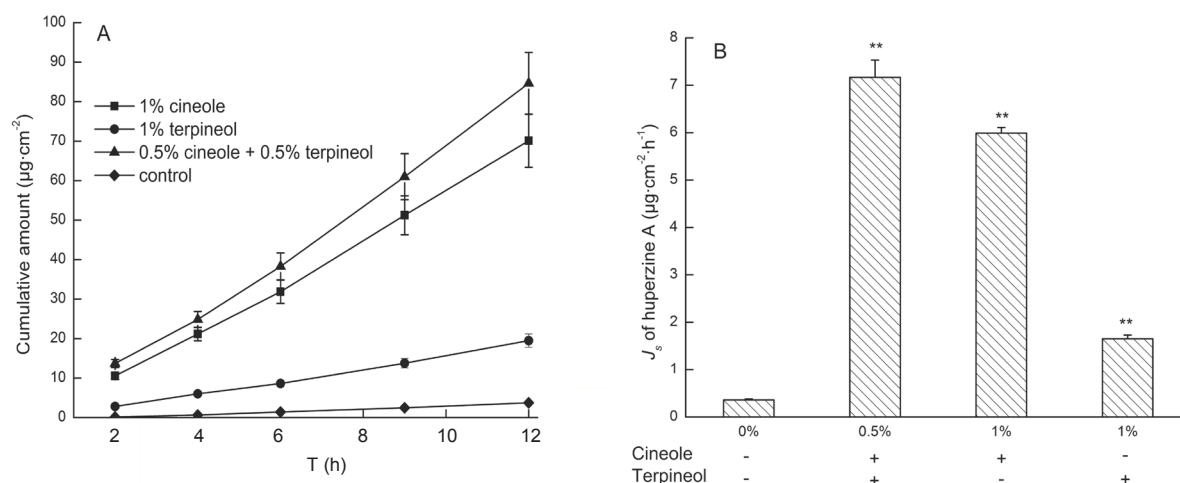 A
Cumulative amount (µg·cm⁻²)
100
90
80
70
60
50
40
30
20
10
0
1% cineole
1% terpineol
0.5% cineole + 0.5% terpineol
control
2 4 6 8 10 12
T (h)
B
Jₛ of huperzine A (µg·cm⁻²·h⁻¹)
8
7
6
5
4
3
2
1
0
**
**
**
0% 0.5% 1% 1%
Cineole - + + -
Terpineol - + - +